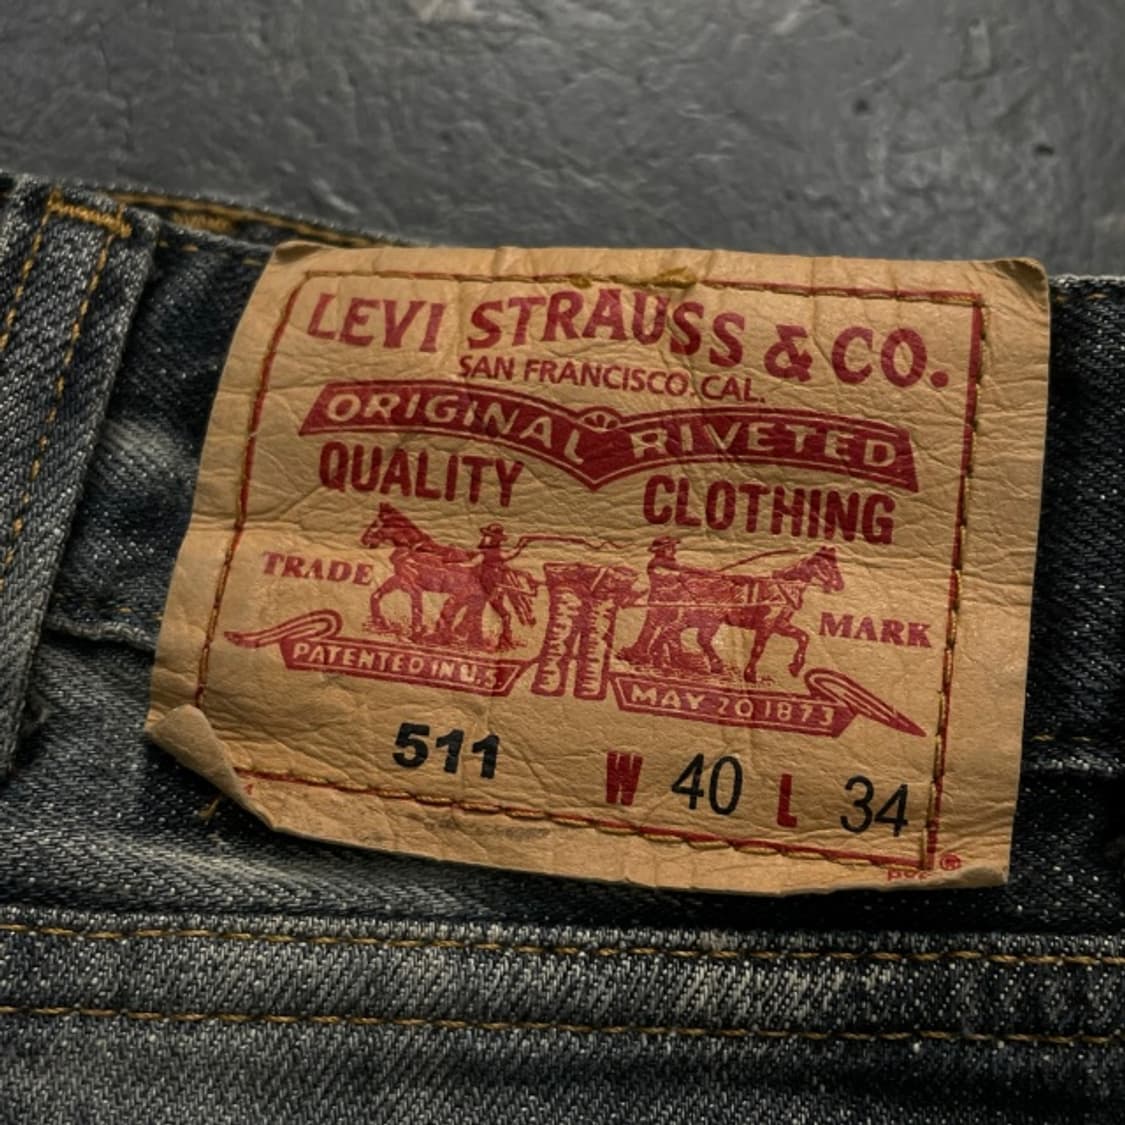 LEVI STRAUSS & CO.
SAN FRANCISCO, CAL.
ORIGINAL RIVETED
QUALITY CLOTHING
TRADE MARK
PATENTED IN U.S.
MAY 20 1873
511 W 40 L 34
®